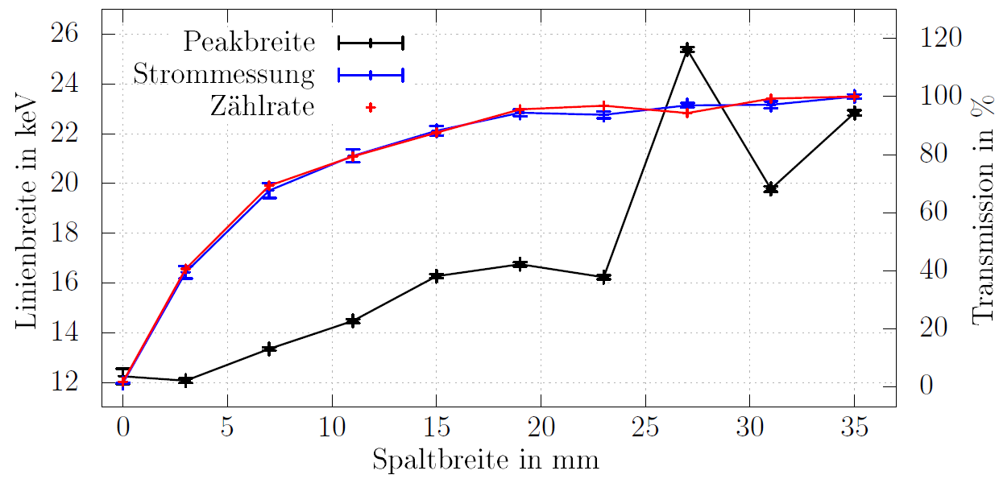 Peakbreite
Strommessung
Zählrate
Linienbreite in keV
26
24
22
20
18
16
14
12
Transmission in %
120
100
80
60
40
20
0
0 5 10 15 20 25 30 35
Spaltbreite in mm